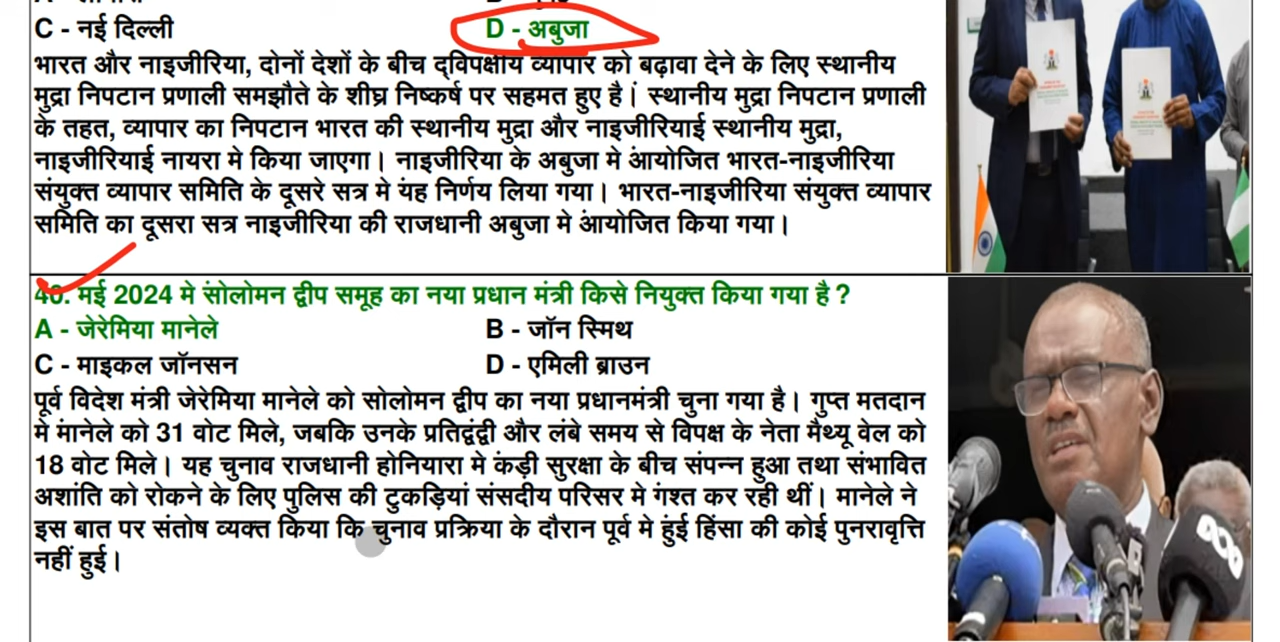 C - नई दिल्ली
D - अबुजा
भारत और नाइजीरिया, दोनों देशों के बीच द्विपक्षीय व्यापार को बढ़ावा देने के लिए स्थानीय
मुद्रा निपटान प्रणाली समझौते के शीघ्र निष्कर्ष पर सहमत हुए है। स्थानीय मुद्रा निपटान प्रणाली
के तहत, व्यापार का निपटान भारत की स्थानीय मुद्रा और नाइजीरियाई स्थानीय मुद्रा,
नाइजीरियाई नायरा मे किया जाएगा। नाइजीरिया के अबुजा मे आयोजित भारत-नाइजीरिया
संयुक्त व्यापार समिति के दूसरे सत्र मे यह निर्णय लिया गया। भारत-नाइजीरिया संयुक्त व्यापार
समिति का दूसरा सत्र नाइजीरिया की राजधानी अबुजा मे आयोजित किया गया।
40. मई 2024 मे सोलोमन द्वीप समूह का नया प्रधान मंत्री किसे नियुक्त किया गया है ?
A - जेरेमिया मानेले
B - जॉन स्मिथ
C - माइकल जॉनसन
D - एमिली ब्राउन
पूर्व विदेश मंत्री जेरेमिया मानेले को सोलोमन द्वीप का नया प्रधानमंत्री चुना गया है। गुप्त मतदान
मे मानेले को 31 वोट मिले, जबकि उनके प्रतिद्वंद्वी और लंबे समय से विपक्ष के नेता मैथ्यू वेल को
18 वोट मिले। यह चुनाव राजधानी होनियारा मे कड़ी सुरक्षा के बीच संपन्न हुआ तथा संभावित
अशांति को रोकने के लिए पुलिस की टुकड़ियां संसदीय परिसर मे गश्त कर रही थीं। मानेले ने
इस बात पर संतोष व्यक्त किया कि चुनाव प्रक्रिया के दौरान पूर्व मे हुई हिंसा की कोई पुनरावृत्ति
नहीं हुई।